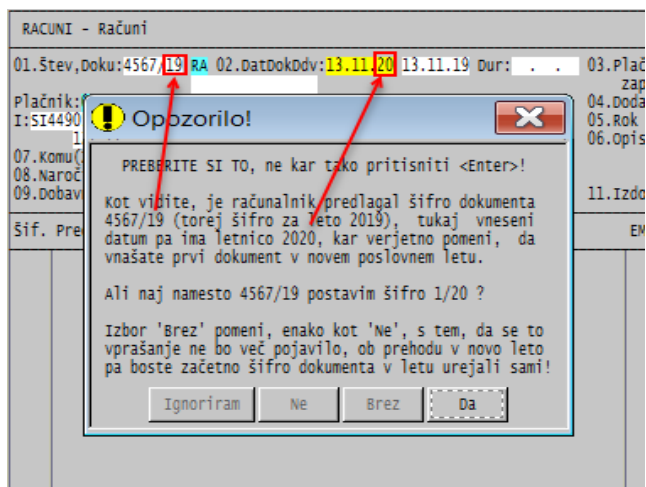 RACUNI - Računi
01.Štev,Doku:4567/19 RA 02.DatDokDdv:13.11.20 13.11.19 Dur: . . 03.Plač
zap
Plačnik:
04.Doda
I:SI4490
05.Rok
06.Opis
07.Komu(
08.Naroč
09.Dobav
11.Izdo
Šif. Pre
EM
Opozorilo!
PREBERITE SI TO, ne kar tako pritisniti <Enter>!
Kot vidite, je računalnik predlagal šifro dokumenta
4567/19 (torej šifro za leto 2019), tukaj vneseni
datum pa ima letnico 2020, kar verjetno pomeni, da
vnašate prvi dokument v novem poslovnem letu.
Ali naj namesto 4567/19 postavim šifro 1/20 ?
Izbor 'Brez' pomeni, enako kot 'Ne', s tem, da se to
vprašanje ne bo več pojavilo, ob prehodu v novo leto
pa boste začetno šifro dokumenta v letu urejali sami!
Ignoriram Ne Brez Da